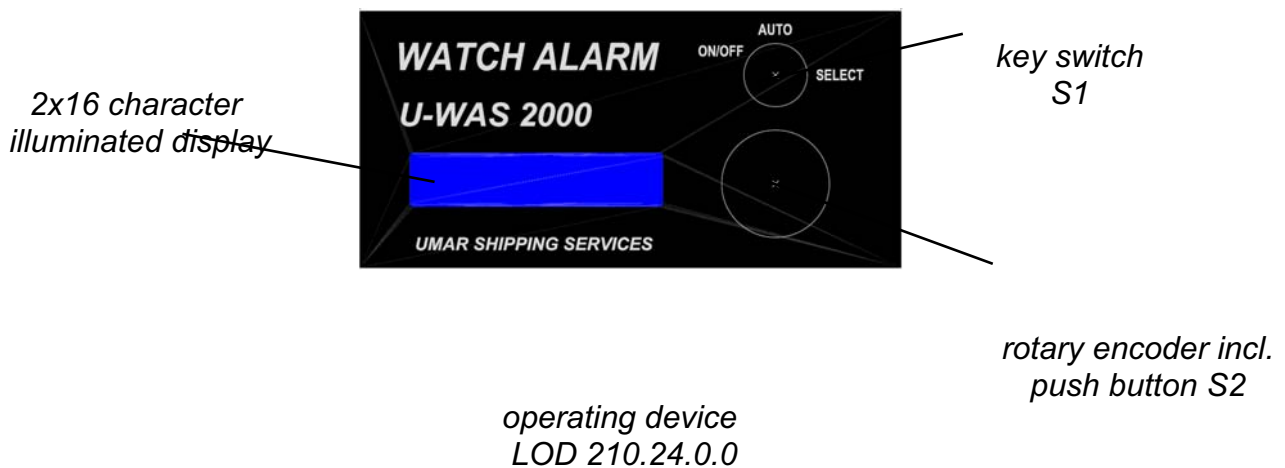 AUTO
ON/OFF
SELECT
WATCH ALARM
U-WAS 2000
UMAR SHIPPING SERVICES
key switch
S1
2x16 character
illuminated display
rotary encoder incl.
push button S2
operating device
LOD 210.24.0.0